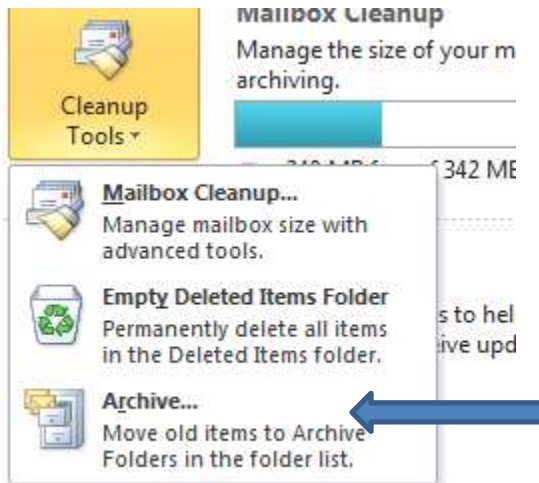 Mailbox Cleanup
Manage the size of your m
archiving.
Cleanup
Tools
342 ME
Mailbox Cleanup...
Manage mailbox size with
advanced tools.
Empty Deleted Items Folder
Permanently delete all items
in the Deleted Items folder.
s to hel
eive upd
Archive...
Move old items to Archive
Folders in the folder list.